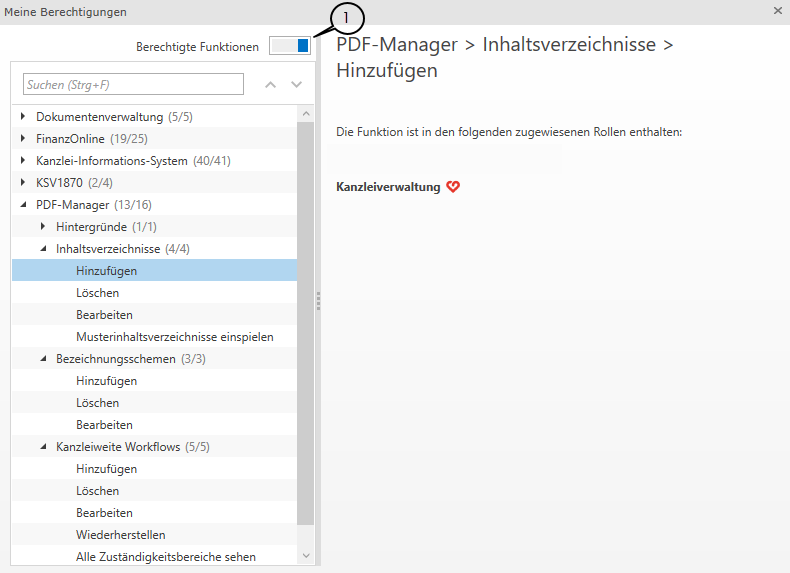 Meine Berechtigungen
1
Berechtigte Funktionen
Suchen (Strg+F)
Dokumentenverwaltung (5/5)
FinanzOnline (19/25)
Kanzlei-Informations-System (40/41)
KSV1870 (2/4)
PDF-Manager (13/16)
Hintergründe (1/1)
Inhaltsverzeichnisse (4/4)
Hinzufügen
Löschen
Bearbeiten
Musterinhaltsverzeichnisse einspielen
Bezeichnungsschemen (3/3)
Hinzufügen
Löschen
Bearbeiten
Kanzleiweite Workflows (5/5)
Hinzufügen
Löschen
Bearbeiten
Wiederherstellen
Alle Zuständigkeitsbereiche sehen
PDF-Manager > Inhaltsverzeichnisse >
Hinzufügen
Die Funktion ist in den folgenden zugewiesenen Rollen enthalten:
Kanzleiverwaltung